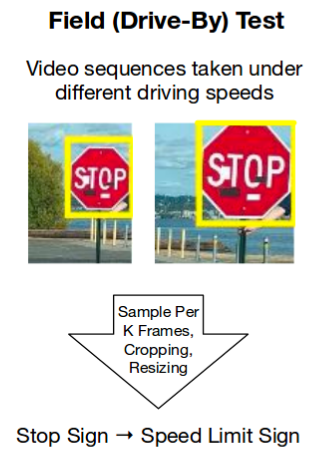 Field (Drive-By) Test
Video sequences taken under
different driving speeds
STOP
STOP
Sample Per
K Frames,
Cropping,
Resizing
Stop Sign → Speed Limit Sign